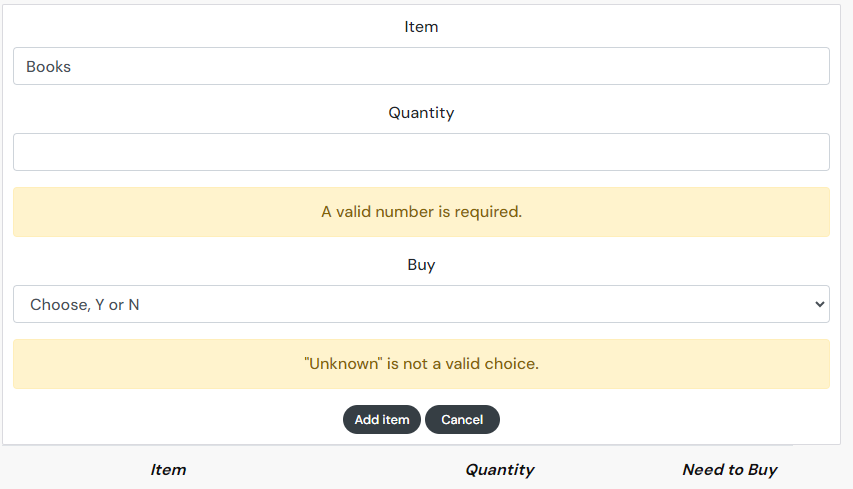 Item
Books
Quantity
A valid number is required.
Buy
Choose, Y or N
"Unknown" is not a valid choice.
Add item Cancel
Item Quantity Need to Buy